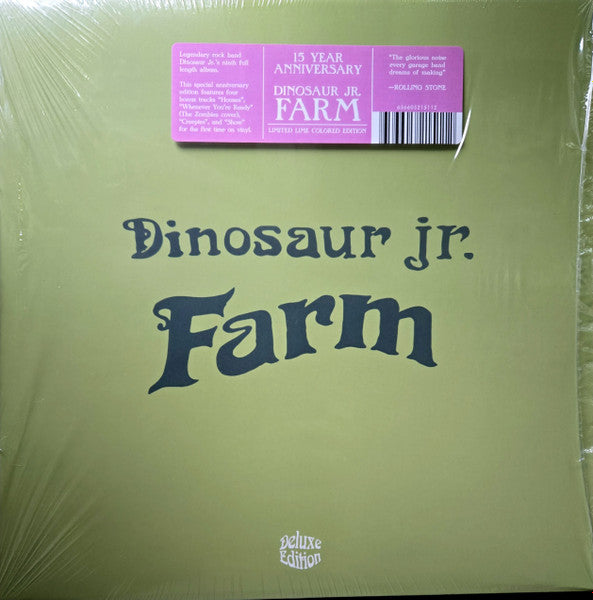 Legendary rock band
Dinosaur Jr.'s ninth full
length album.
This special anniversary
edition features four
bonus tracks "Houses",
"Whenever You're Ready"
(The Zombies cover),
"Creepies", and "Show"
for the first time on vinyl.
15 YEAR
ANNIVERSARY
DINOSAUR JR.
FARM
LIMITED LIME COLORED EDITION
"The glorious noise
every garage band
dreams of making"
—ROLLING STONE
656605215112
Dinosaur jr.
Farm
Deluxe
Edition